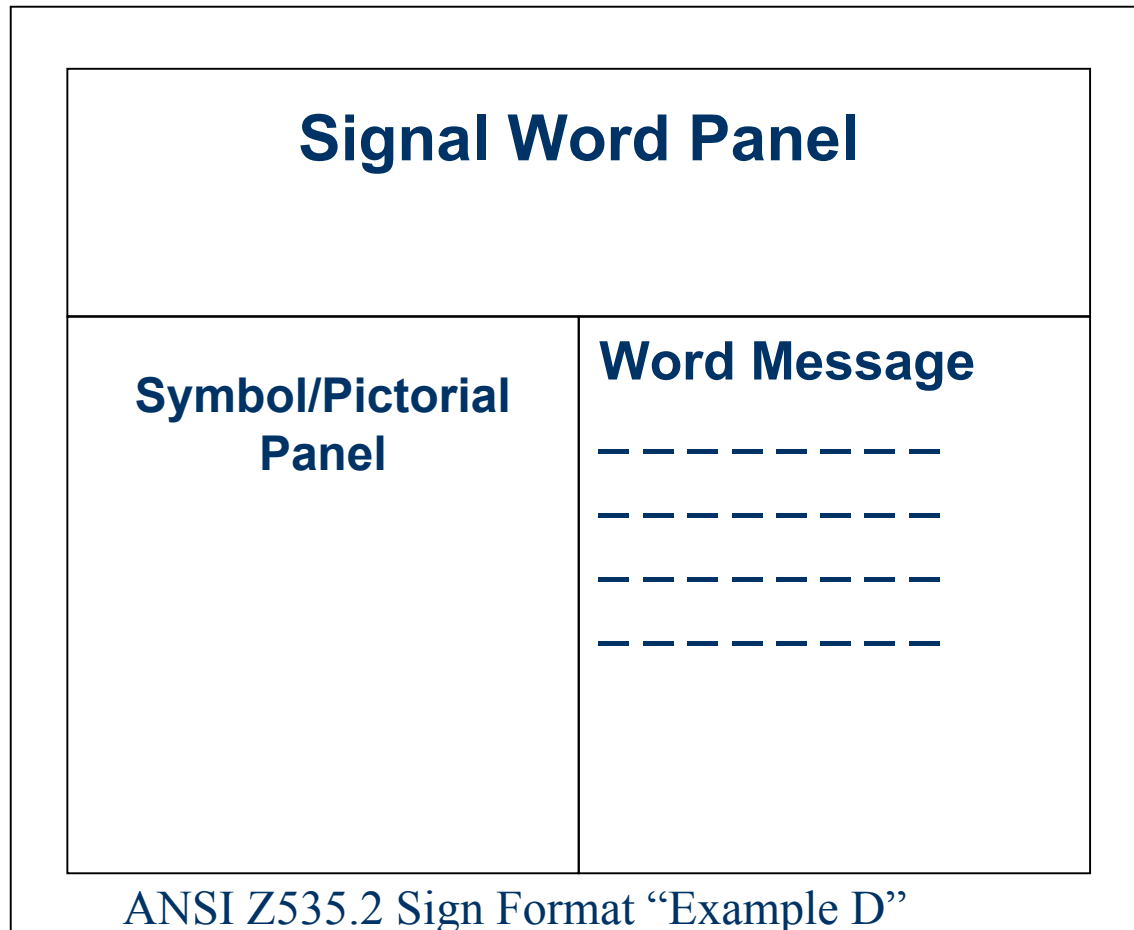 Signal Word Panel
Symbol/Pictorial
Panel
Word Message
ANSI Z535.2 Sign Format “Example D”